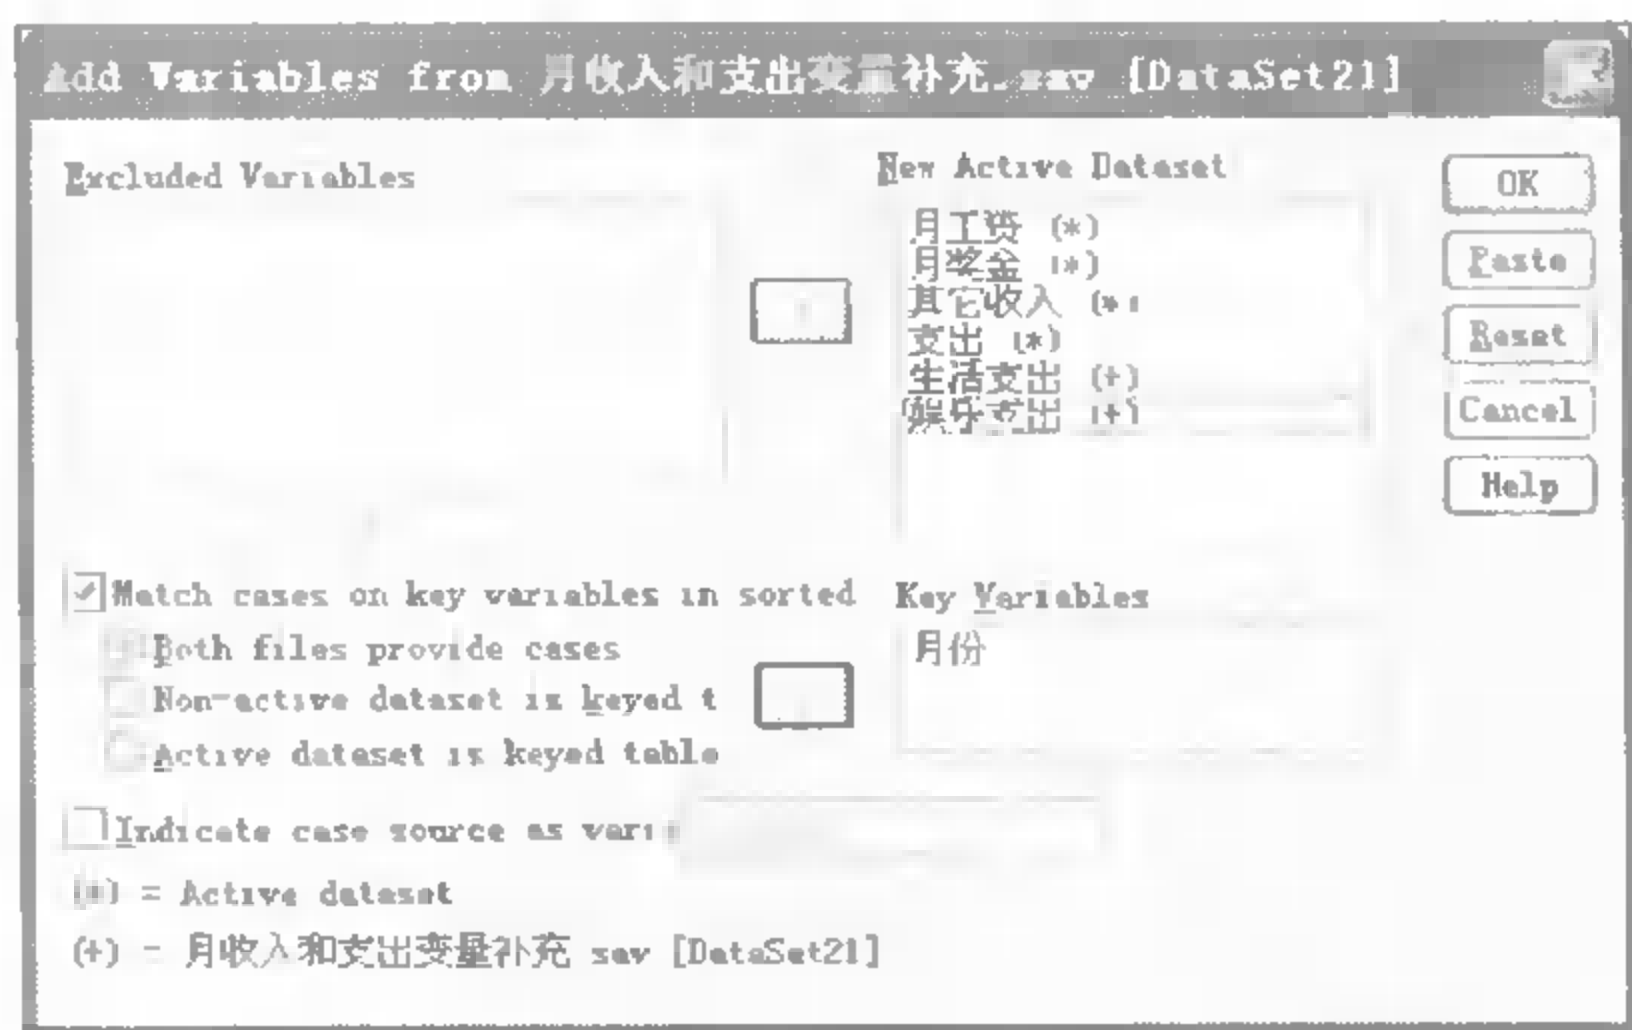 Add Variables from 月收入和支出变量补充.sav [DataSet21]
Excluded Variables
New Active Dataset
月工资 (*)
月奖金 (*)
其它收入 (*)
支出 (*)
生活支出 (+)
娱乐支出 (+)
OK
Paste
Reset
Cancel
Help
Match cases on key variables in sorted
Both files provide cases
Non-active dataset is keyed t
Active dataset is keyed table
Key Variables
月份
Indicate case source as vari
(*) = Active dataset
(+) = 月收入和支出变量补充 sav [DataSet21]